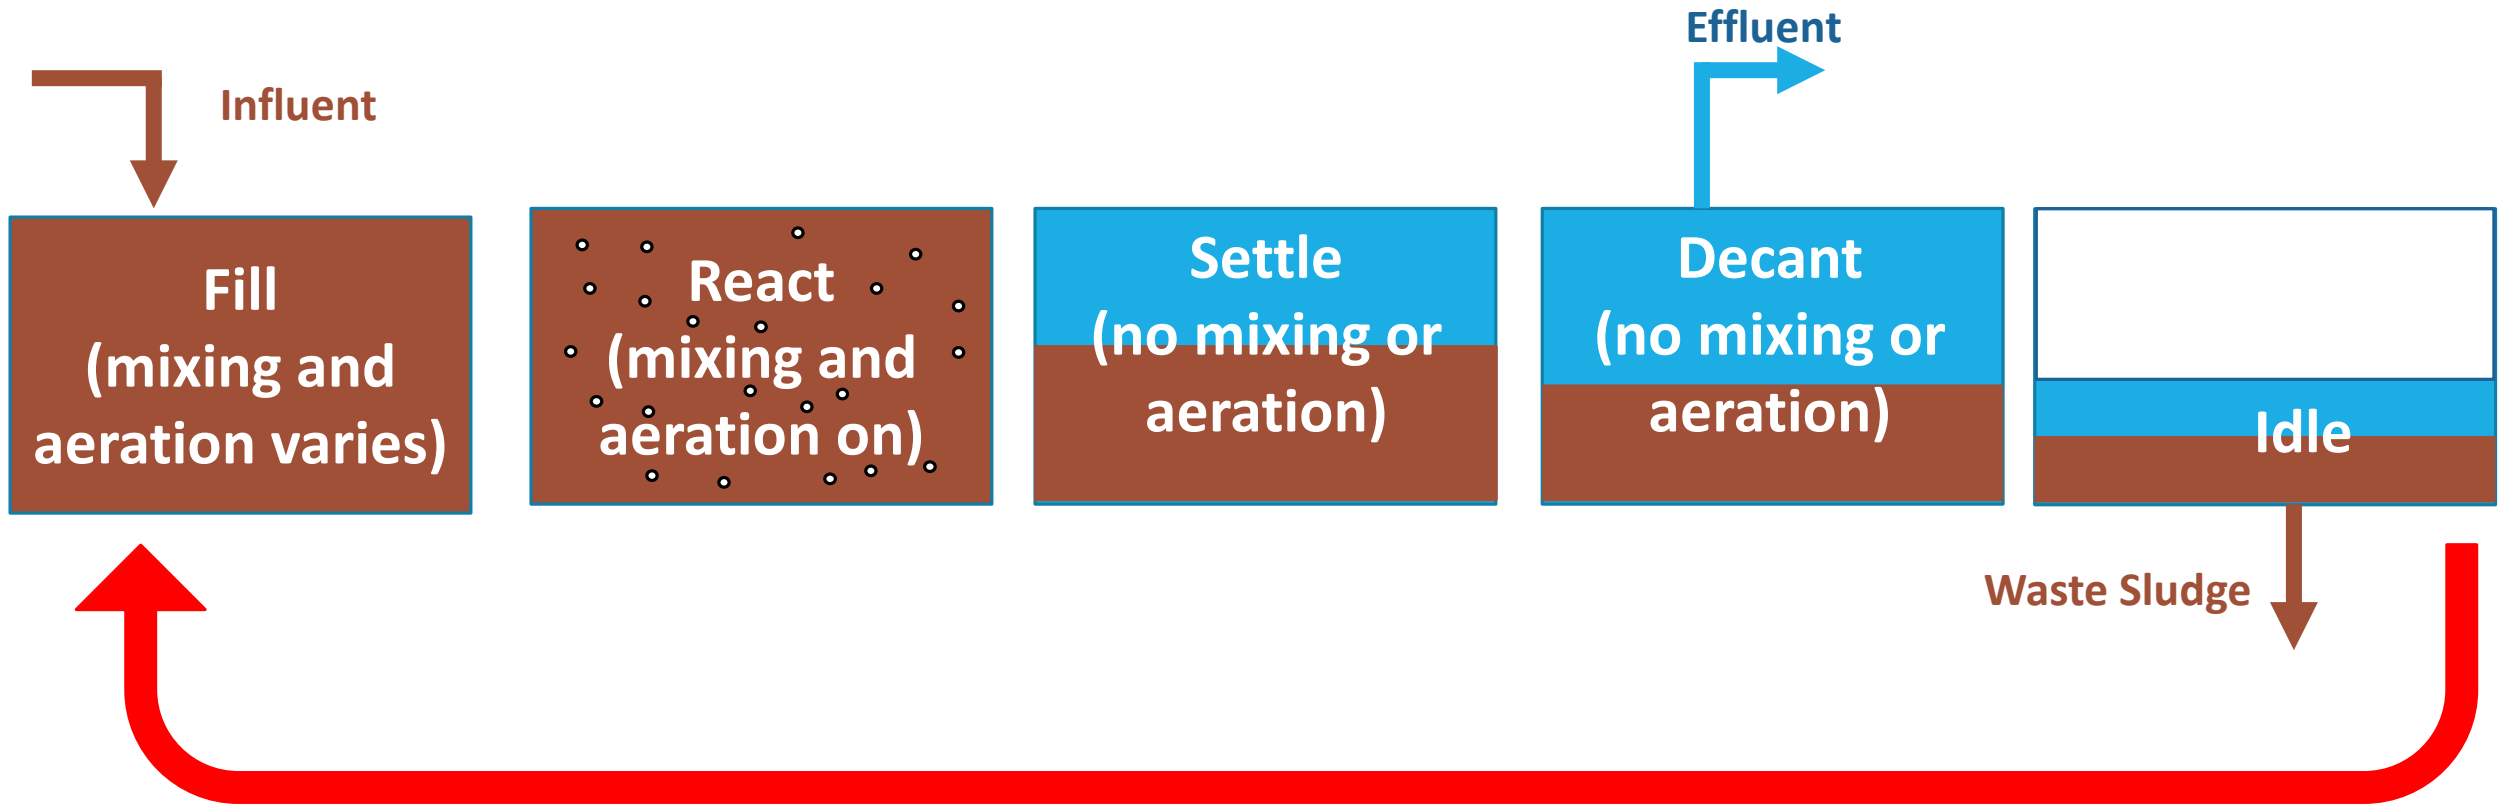 Influent
Effluent
Fill
(mixing and
aeration varies)
React
(mixing and
aeration on)
Settle
(no mixing or
aeration)
Decant
(no mixing or
aeration)
Idle
Waste Sludge